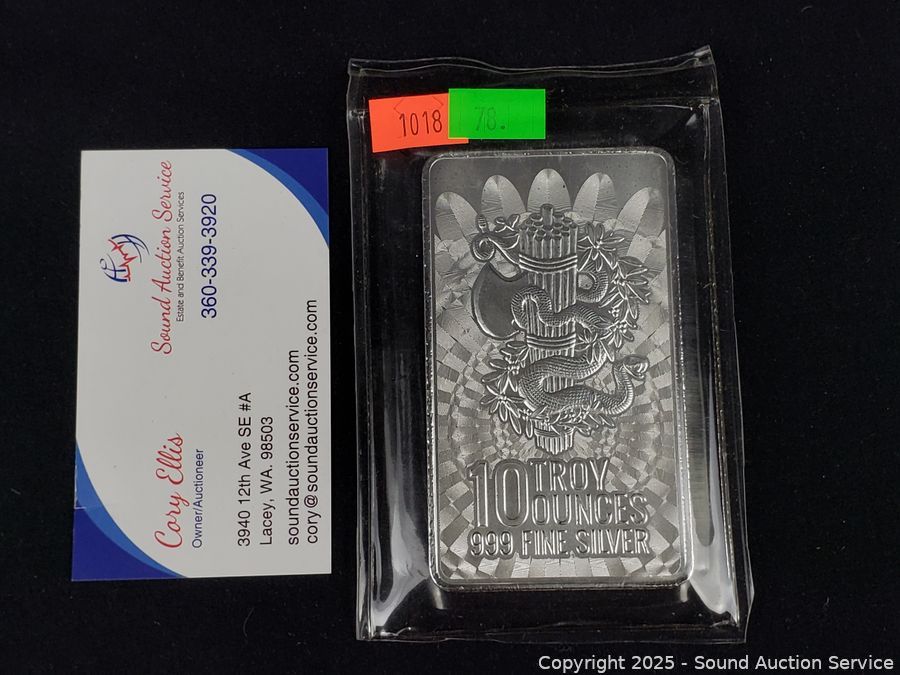 Sound Auction Service
Estate and Benefit Auction Services
360-339-3920
Cory Ellis
Owner/Auctioneer
3940 12th Ave SE #A
Lacey, WA. 98503
soundauctionservice.com
cory@soundauctionservice.com
1018
78.
10 TROY
OUNCES
999 FINE SILVER
Copyright 2025 - Sound Auction Service